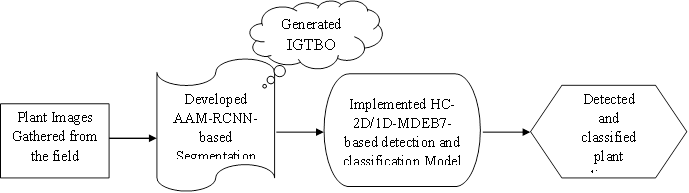 Generated
IGTBO
Plant Images
Gathered from
the field
Developed
AAM-RCNN-
based
Segmentation
Implemented HC-
2D/1D-MDEB7-
based detection and
classification Model
Detected
and
classified
plant